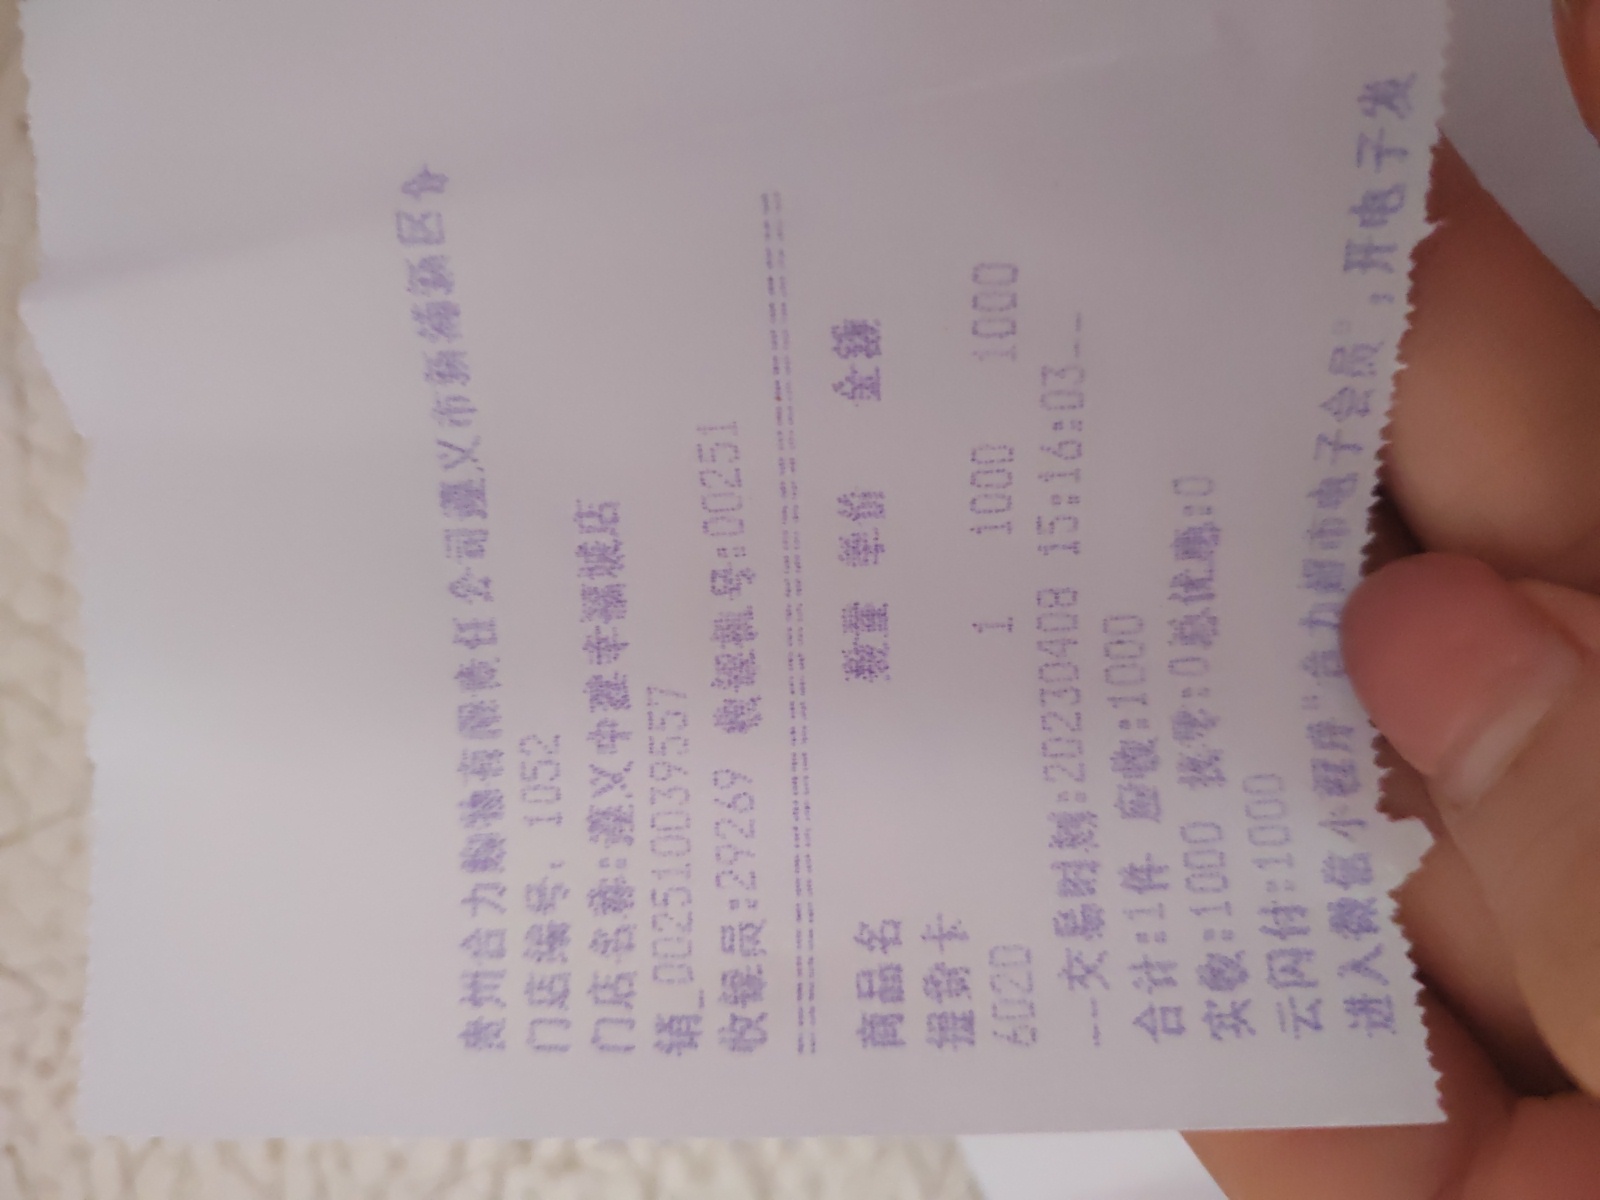 贵州合力购物有限责任公司遵义市新蒲新区分
门店编号: 1052
门店名称:遵义中建幸福城店
销_002510039557
收银员:29269 收银机号:00251
==========================================
商品名 数量 单价 金额
提货卡
6020 1 1000 1000
---交易时间:20230408 15:16:03---
合计:1件 应收:1000
实收:1000 找零:0总优惠:0
云闪付:1000
进入微信小程序"合力超市电子会员",开电子发